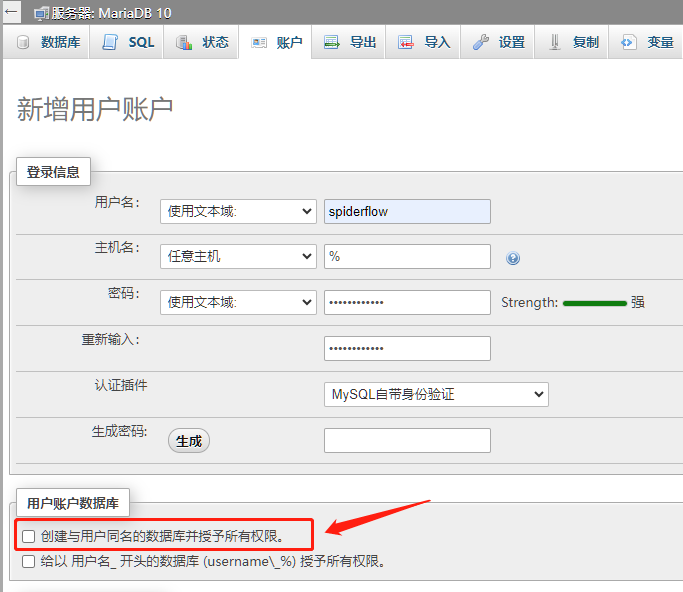 服务器: MariaDB 10
数据库 SQL 状态 账户 导出 导入 设置 复制 变量
新增用户账户
登录信息
用户名: 使用文本域: spiderflow
主机名: 任意主机 %
密码: 使用文本域: •••••••••••• Strength: 强
重新输入: ••••••••••••
认证插件 MySQL自带身份验证
生成密码: 生成
用户账户数据库
创建与用户同名的数据库并授予所有权限。
给以 用户名_ 开头的数据库 (username\_%) 授予所有权限。